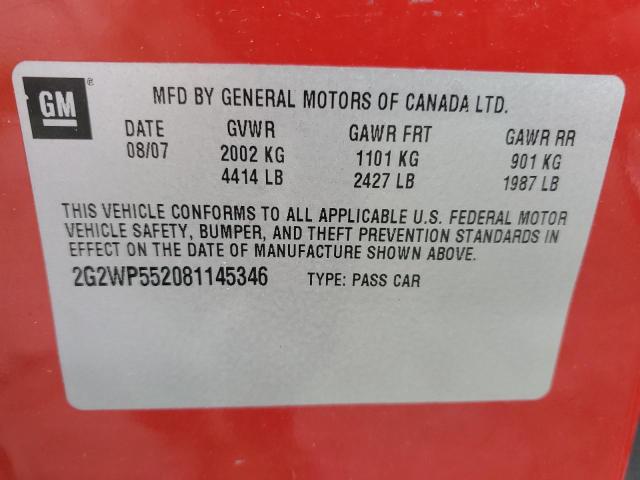 GM®
MFD BY GENERAL MOTORS OF CANADA LTD.
DATE GVWR GAWR FRT GAWR RR
08/07 2002 KG 1101 KG 901 KG
4414 LB 2427 LB 1987 LB
THIS VEHICLE CONFORMS TO ALL APPLICABLE U.S. FEDERAL MOTOR
VEHICLE SAFETY, BUMPER, AND THEFT PREVENTION STANDARDS IN
EFFECT ON THE DATE OF MANUFACTURE SHOWN ABOVE.
2G2WP552081145346 TYPE: PASS CAR